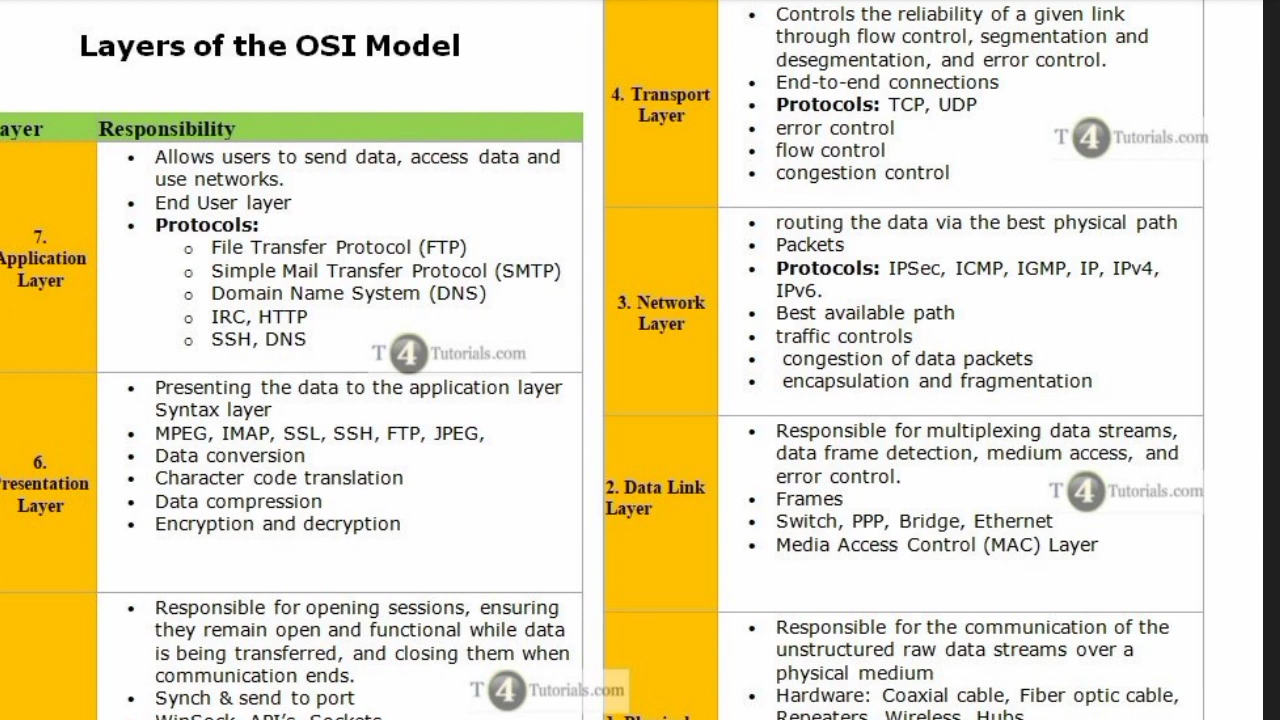 Layers of the OSI Model
ayer Responsibility
7.
Application
Layer
• Allows users to send data, access data and
use networks.
• End User layer
• Protocols:
o File Transfer Protocol (FTP)
o Simple Mail Transfer Protocol (SMTP)
o Domain Name System (DNS)
o IRC, HTTP
o SSH, DNS
T4Tutorials.com
6.
resentation
Layer
• Presenting the data to the application layer
Syntax layer
• MPEG, IMAP, SSL, SSH, FTP, JPEG,
• Data conversion
• Character code translation
• Data compression
• Encryption and decryption
• Responsible for opening sessions, ensuring
they remain open and functional while data
is being transferred, and closing them when
communication ends.
• Synch & send to port
• WinSock, API's, Sockets
T4Tutorials.com
4. Transport
Layer
• Controls the reliability of a given link
through flow control, segmentation and
desegmentation, and error control.
• End-to-end connections
• Protocols: TCP, UDP
• error control
• flow control
• congestion control
T4Tutorials.com
3. Network
Layer
• routing the data via the best physical path
• Packets
• Protocols: IPSec, ICMP, IGMP, IP, IPv4,
IPv6.
• Best available path
• traffic controls
• congestion of data packets
• encapsulation and fragmentation
2. Data Link
Layer
• Responsible for multiplexing data streams,
data frame detection, medium access, and
error control.
• Frames
• Switch, PPP, Bridge, Ethernet
• Media Access Control (MAC) Layer
T4Tutorials.com
1. Physical
• Responsible for the communication of the
unstructured raw data streams over a
physical medium
• Hardware: Coaxial cable, Fiber optic cable,
Repeaters, Wireless, Hubs